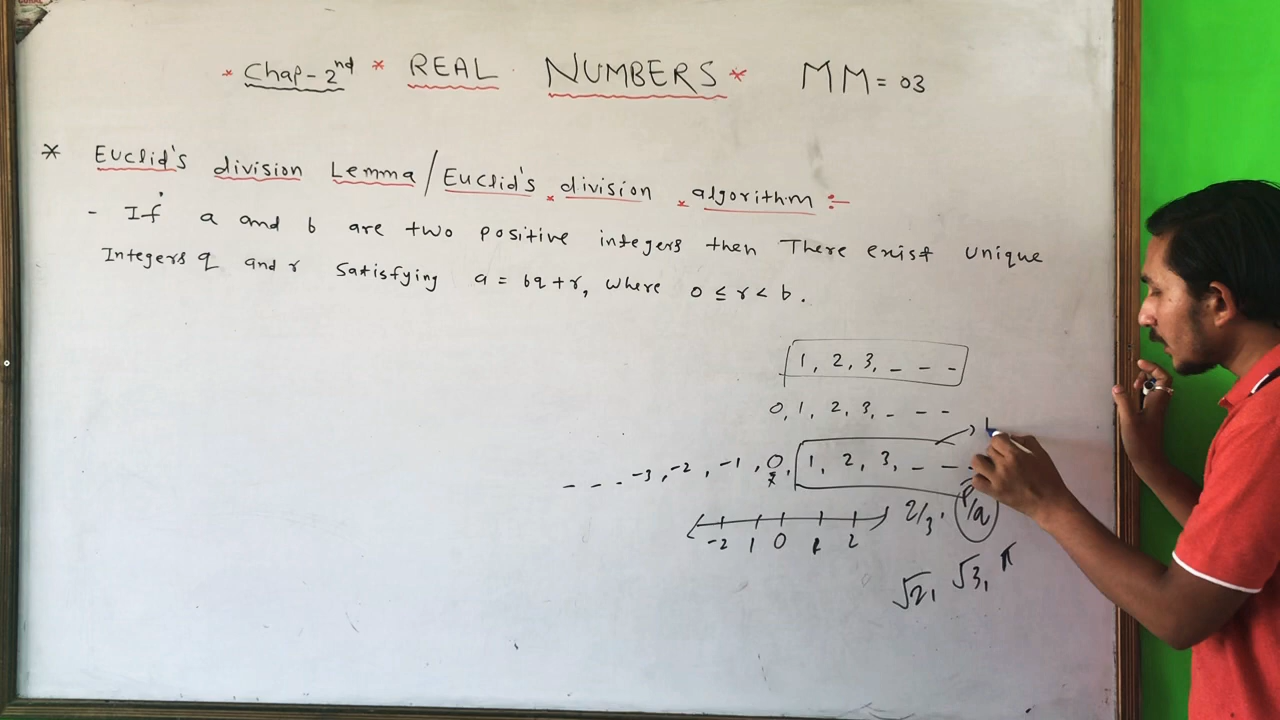 * Chap-2nd * REAL NUMBERS * MM = 03
* Euclid's division Lemma / Euclid's division algorithm :-
- If a and b are two positive integers then There exist unique
Integers q and r Satisfying a = bq + r, where 0 ≤ r < b.
1, 2, 3, _ _ _
0, 1, 2, 3, _ _ _
_ _ _ -3, -2, -1, 0, 1, 2, 3, _ _ _
-2 1 0 1 2
2/3, P/q
√2, √3, π